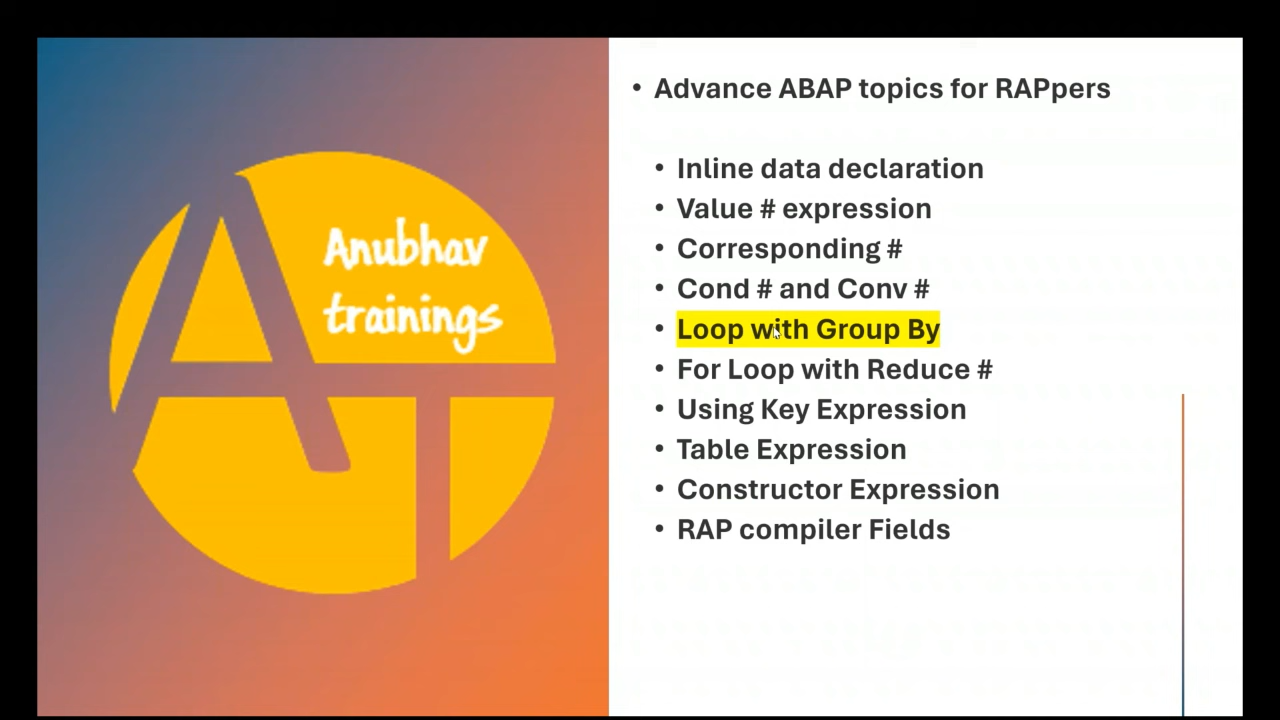 Anubhav
trainings
• Advance ABAP topics for RAPpers
• Inline data declaration
• Value # expression
• Corresponding #
• Cond # and Conv #
• Loop with Group By
• For Loop with Reduce #
• Using Key Expression
• Table Expression
• Constructor Expression
• RAP compiler Fields